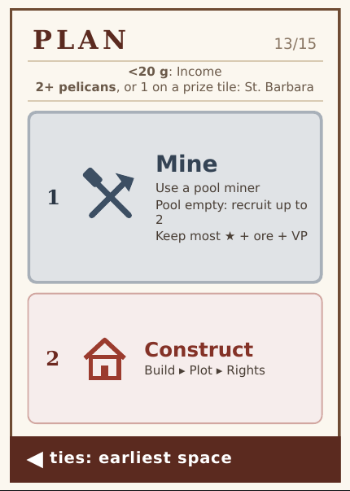 PLAN 13/15
<20 g: Income
2+ pelicans, or 1 on a prize tile: St. Barbara
1
Mine
Use a pool miner
Pool empty: recruit up to
2
Keep most ★ + ore + VP
2
Construct
Build ▸ Plot ▸ Rights
◀ ties: earliest space